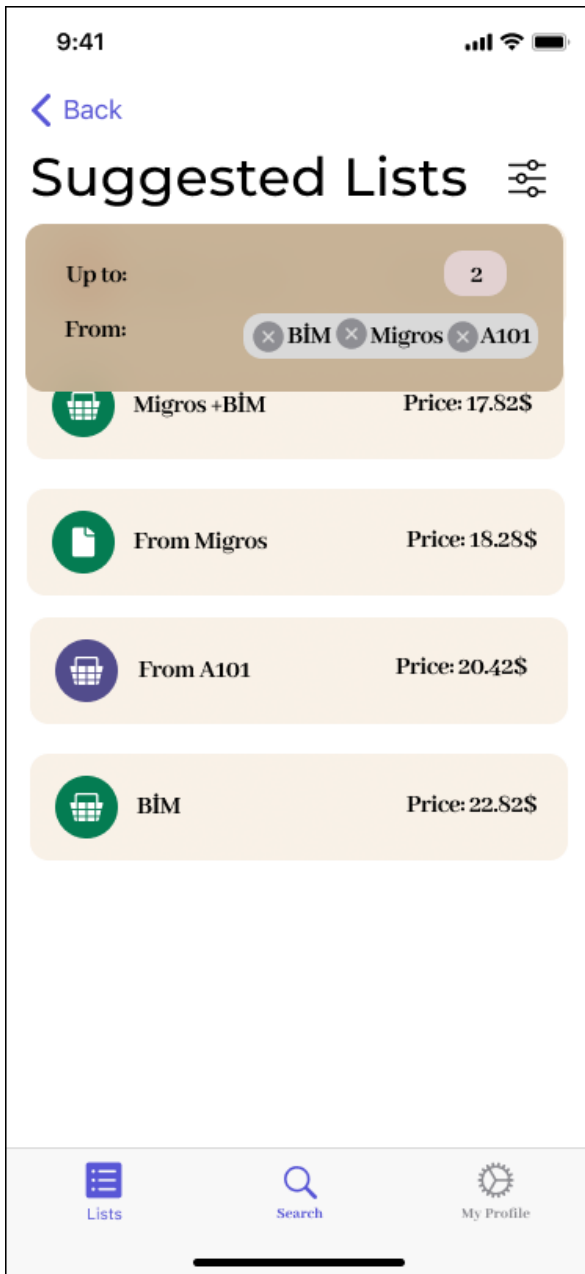 9:41
Back
Suggested Lists
Up to: 2
From: BİM Migros A101
Migros +BİM Price: 17.82$
From Migros Price: 18.28$
From A101 Price: 20.42$
BİM Price: 22.82$
Lists Search My Profile